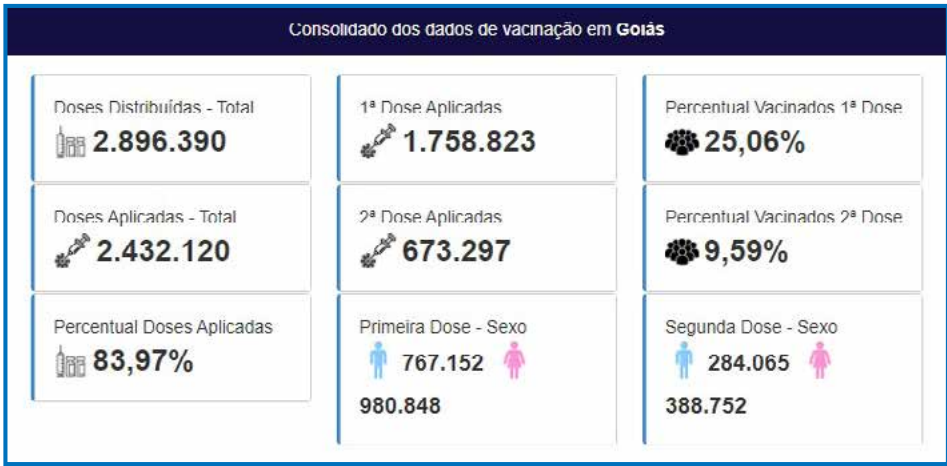 Consolidado dos dados de vacinação em Goiás
Doses Distribuídas - Total
2.896.390
1ª Dose Aplicadas
1.758.823
Percentual Vacinados 1ª Dose
25,06%
Doses Aplicadas - Total
2.432.120
2ª Dose Aplicadas
673.297
Percentual Vacinados 2ª Dose
9,59%
Percentual Doses Aplicadas
83,97%
Primeira Dose - Sexo
767.152
980.848
Segunda Dose - Sexo
284.065
388.752